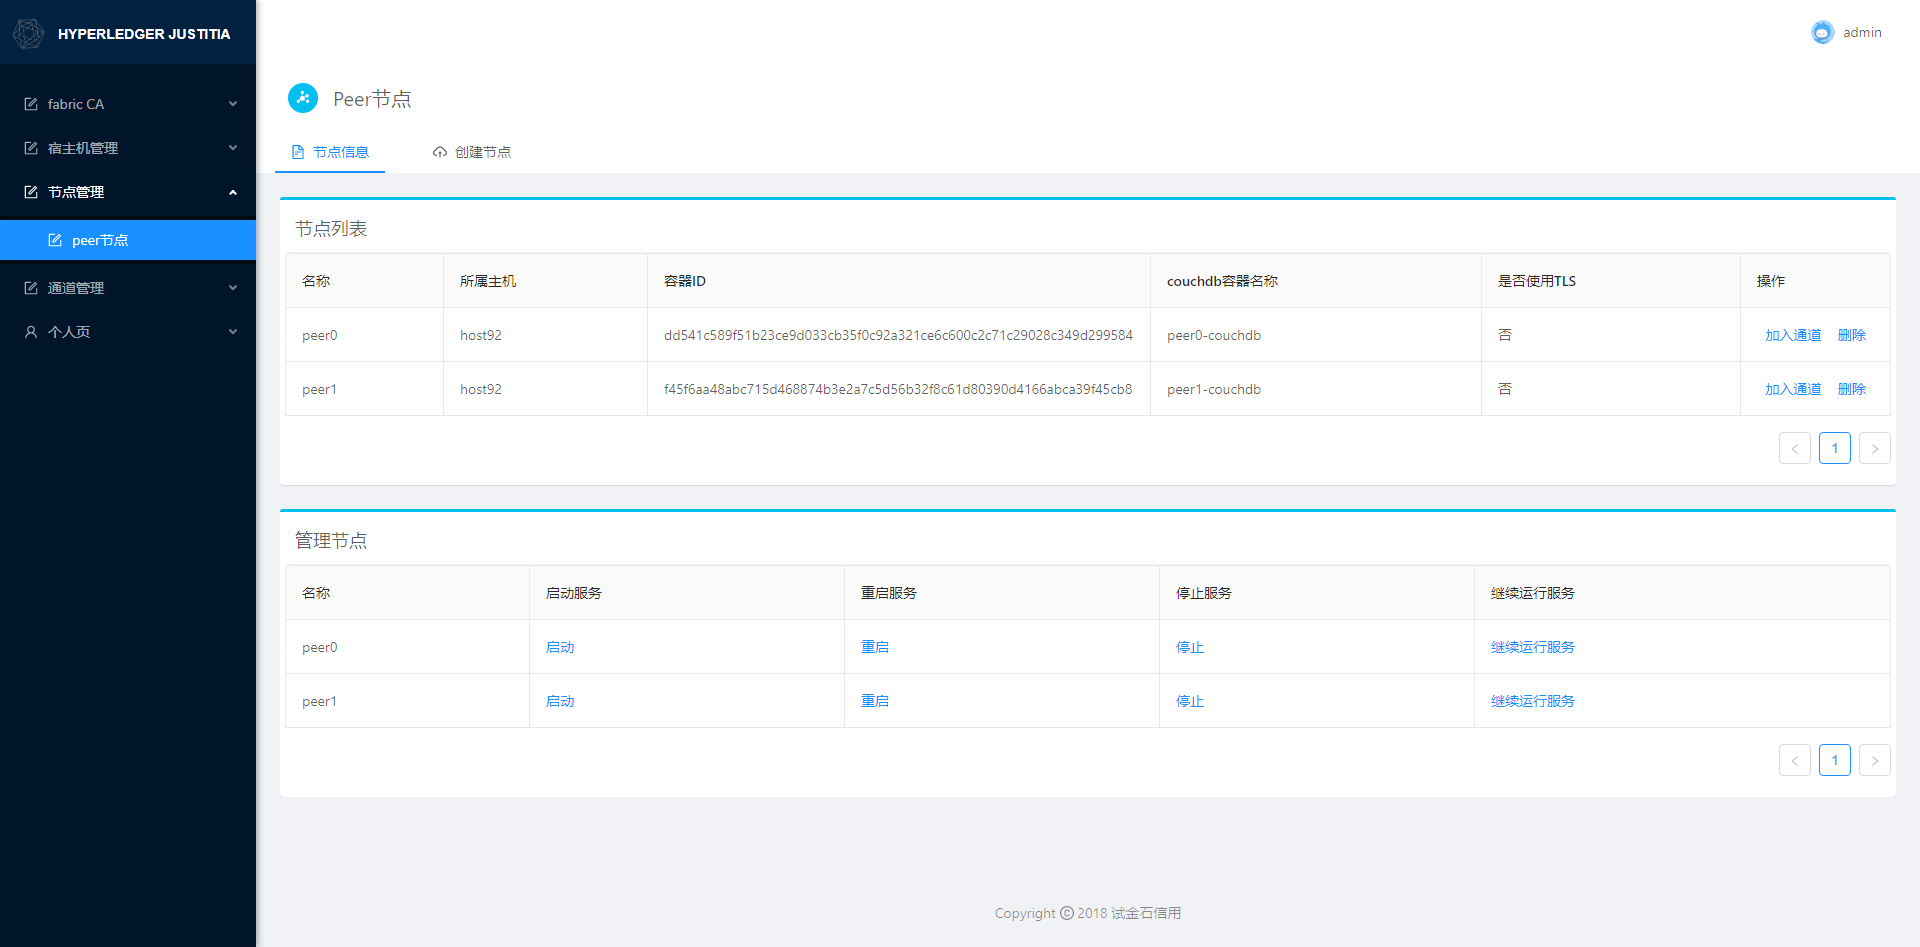 HYPERLEDGER JUSTITIA
admin
fabric CA
宿主机管理
节点管理
peer节点
通道管理
个人页
Peer节点
节点信息 创建节点
节点列表
名称 所属主机 容器ID couchdb容器名称 是否使用TLS 操作
peer0 host92 dd541c589f51b23ce9d033cb35f0c92a321ce6c600c2c71c29028c349d299584 peer0-couchdb 否 加入通道 删除
peer1 host92 f45f6aa48abc715d468874b3e2a7c5d56b32f8c61d80390d4166abca39f45cb8 peer1-couchdb 否 加入通道 删除
< 1 >
管理节点
名称 启动服务 重启服务 停止服务 继续运行服务
peer0 启动 重启 停止 继续运行服务
peer1 启动 重启 停止 继续运行服务
< 1 >
Copyright © 2018 试金石信用